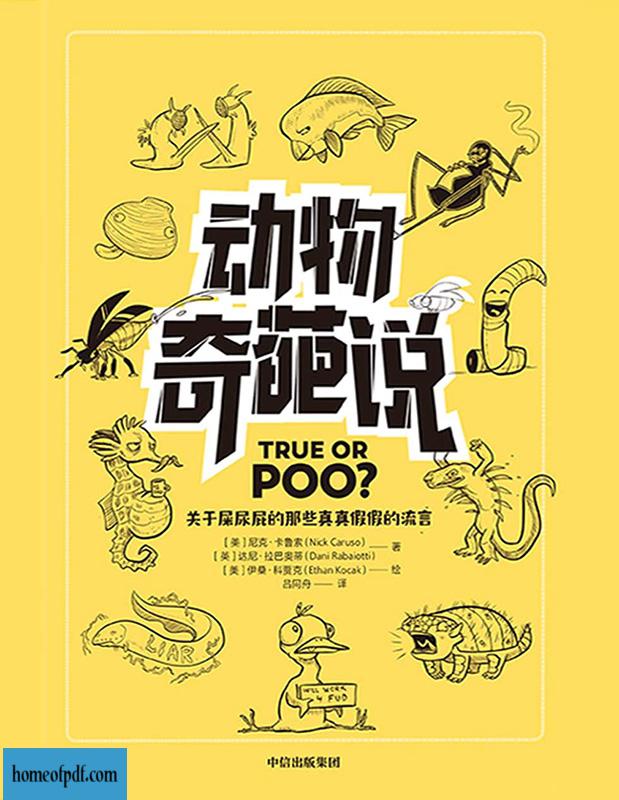 动物
奇葩说
TRUE OR
POO?
关于屎尿屁的那些真真假假的流言
[美]尼克·卡鲁索(Nick Caruso)
[英]达尼·拉巴奥蒂(Dani Rabaiotti)——著
[美]伊桑·科贾克(Ethan Kocak)——绘
吕同舟——译
LIAR
WILL WORK
4 FUD
中信出版集团
homeofpdf.com